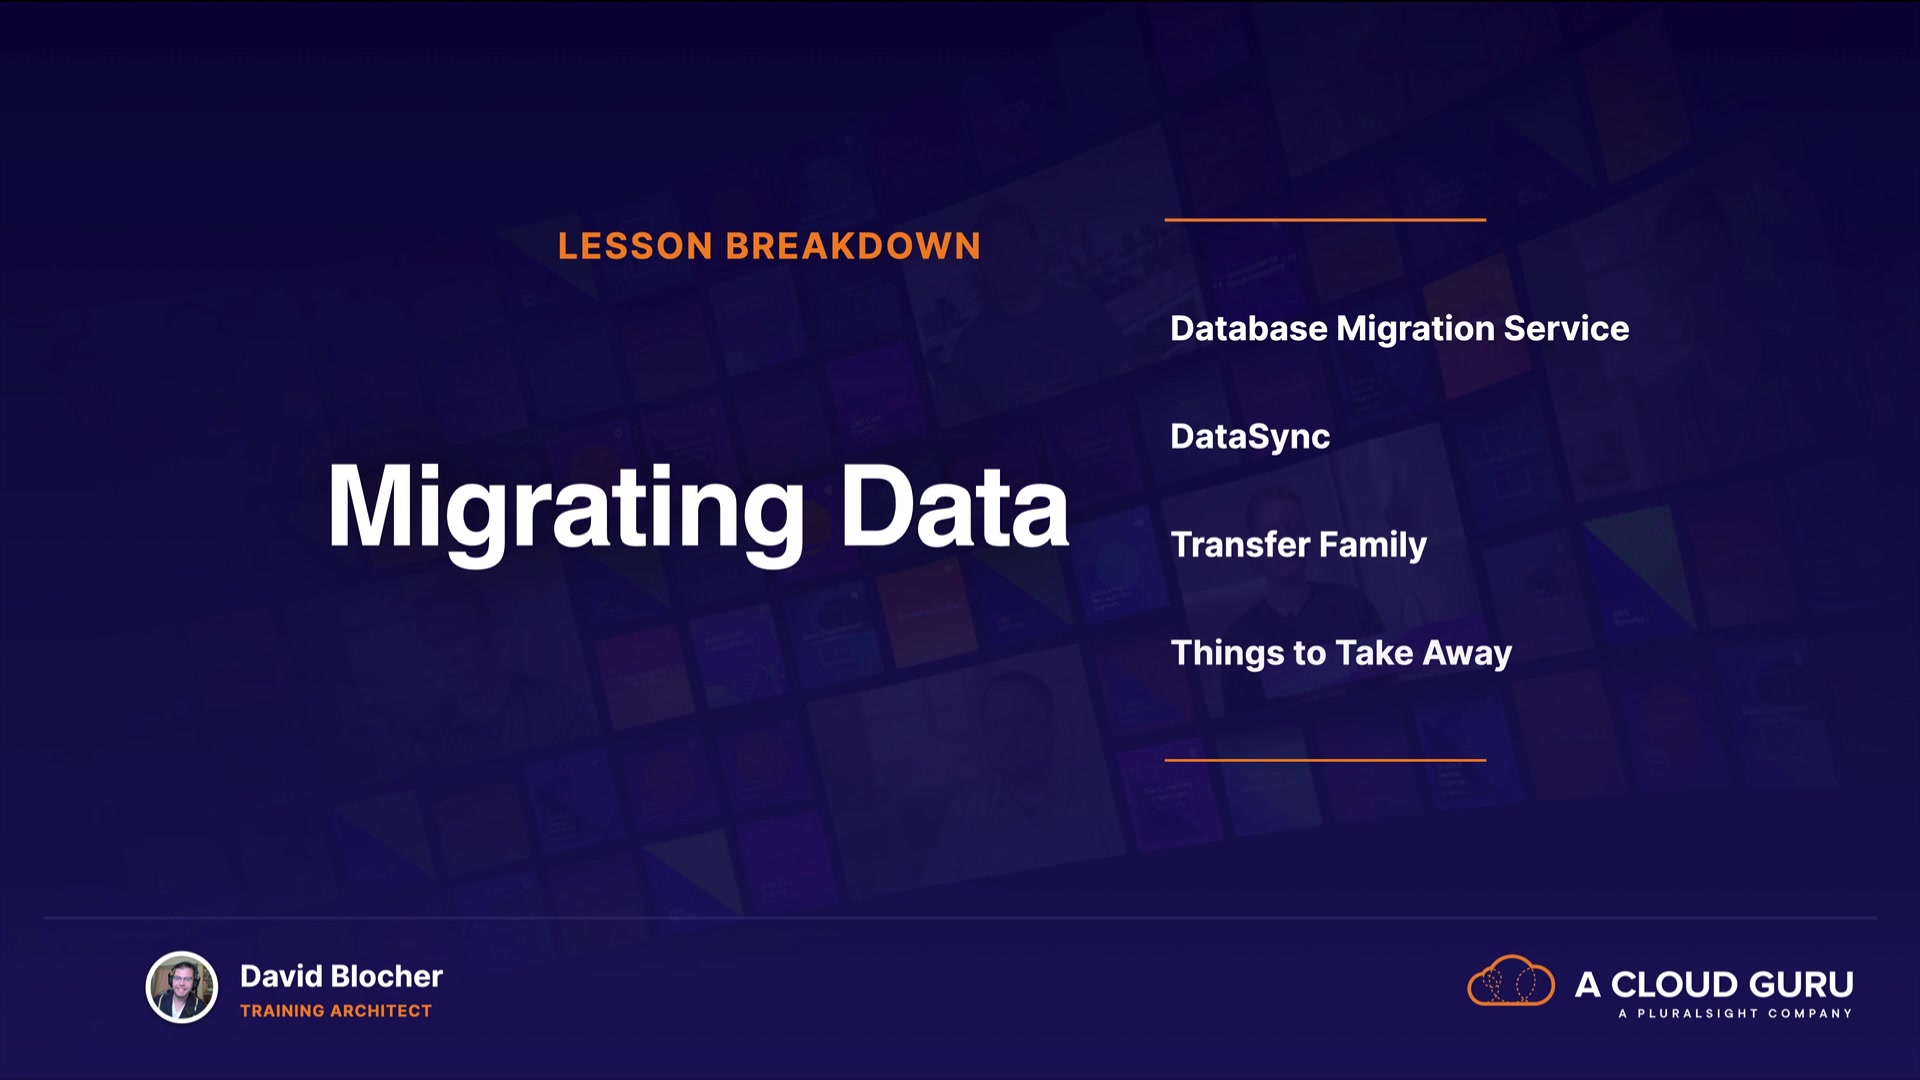 LESSON BREAKDOWN
Migrating Data
Database Migration Service
DataSync
Transfer Family
Things to Take Away
David Blocher
TRAINING ARCHITECT
A CLOUD GURU
A PLURALSIGHT COMPANY